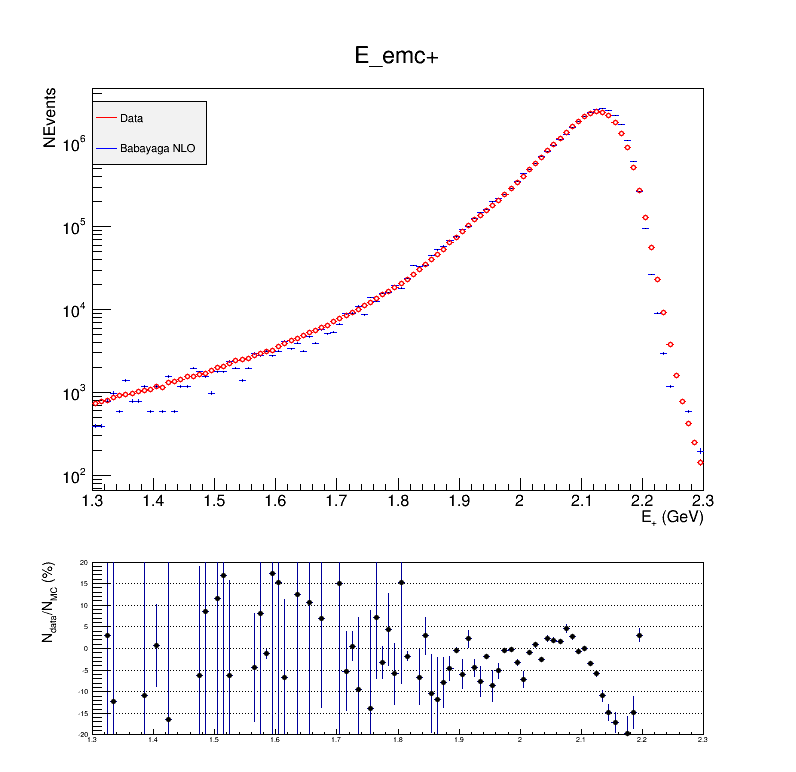 E_emc+
NEvents
Data
Babayaga NLO
10^6
10^5
10^4
10^3
10^2
1.3 1.4 1.5 1.6 1.7 1.8 1.9 2 2.1 2.2 2.3
E_+ (GeV)
N_data/N_MC (%)
20
15
10
5
0
-5
-10
-15
-20
1.3 1.4 1.5 1.6 1.7 1.8 1.9 2 2.1 2.2 2.3